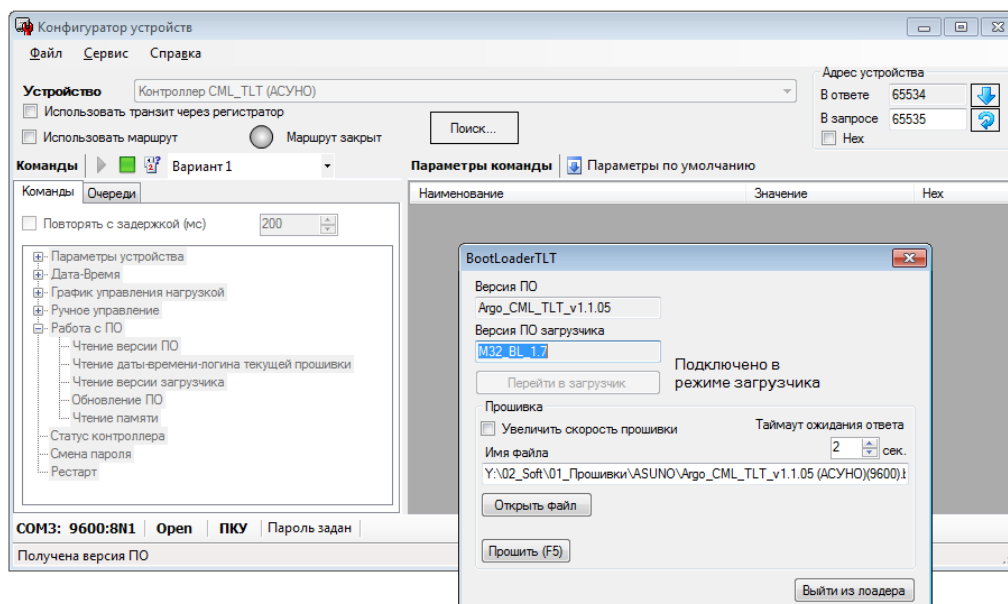 Конфигуратор устройств
Файл Сервис Справка
Устройство Контроллер CML_TLT (АСУНО)
Использовать транзит через регистратор
Использовать маршрут Маршрут закрыт
Поиск...
Адрес устройства
В ответе 65534
В запросе 65535
Hex
Команды Вариант 1
Параметры команды Параметры по умолчанию
Команды Очереди
Наименование Значение Hex
Повторять с задержкой (мс) 200
Параметры устройства
Дата-Время
График управления нагрузкой
Ручное управление
Работа с ПО
Чтение версии ПО
Чтение даты-времени-логина текущей прошивки
Чтение версии загрузчика
Обновление ПО
Чтение памяти
Статус контроллера
Смена пароля
Рестарт
BootLoaderTLT
Версия ПО
Argo_CML_TLT_v1.1.05
Версия ПО загрузчика
M32_BL_1.7
Перейти в загрузчик
Подключено в
режиме загрузчика
Прошивка
Увеличить скорость прошивки
Таймаут ожидания ответа
2 сек.
Имя файла
Y:\02_Soft\01_Прошивки\ASUNO\Argo_CML_TLT_v1.1.05 (АСУНО)(9600).
Открыть файл
Прошить (F5)
Выйти из лоадера
COM3: 9600:8N1 Open ПКУ Пароль задан
Получена версия ПО